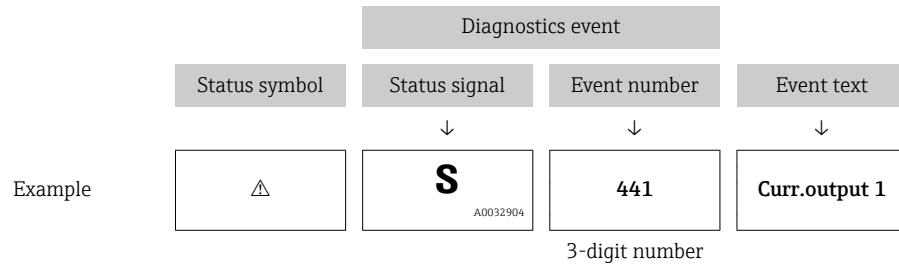 Diagnostics event
Status symbol Status signal Event number Event text
↓ ↓ ↓
Example ⚠ S 441 Curr.output 1
A0032904
3-digit number